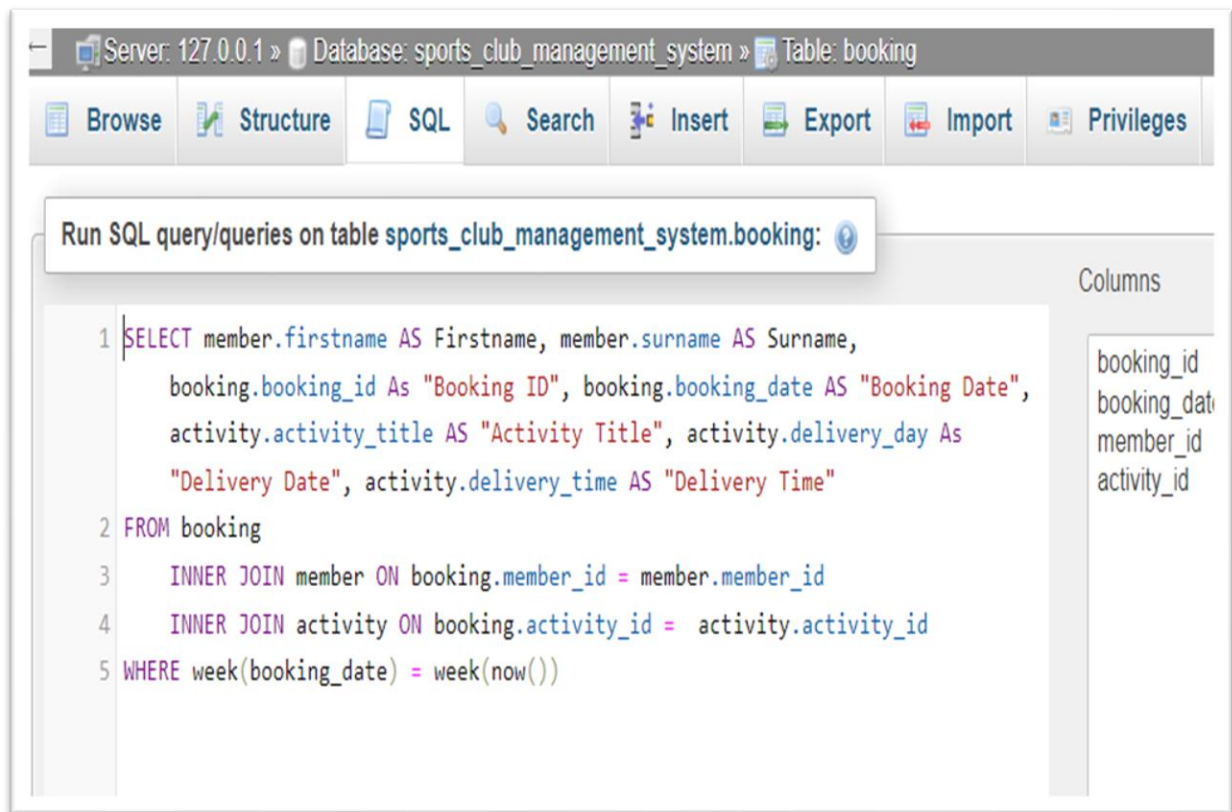 ← Server: 127.0.0.1 » Database: sports_club_management_system » Table: booking
Browse Structure SQL Search Insert Export Import Privileges
Run SQL query/queries on table sports_club_management_system.booking:
Columns
1 SELECT member.firstname AS Firstname, member.surname AS Surname,
booking.booking_id As "Booking ID", booking.booking_date AS "Booking Date",
activity.activity_title AS "Activity Title", activity.delivery_day As
"Delivery Date", activity.delivery_time AS "Delivery Time"
2 FROM booking
3 INNER JOIN member ON booking.member_id = member.member_id
4 INNER JOIN activity ON booking.activity_id = activity.activity_id
5 WHERE week(booking_date) = week(now())
booking_id
booking_dat
member_id
activity_id